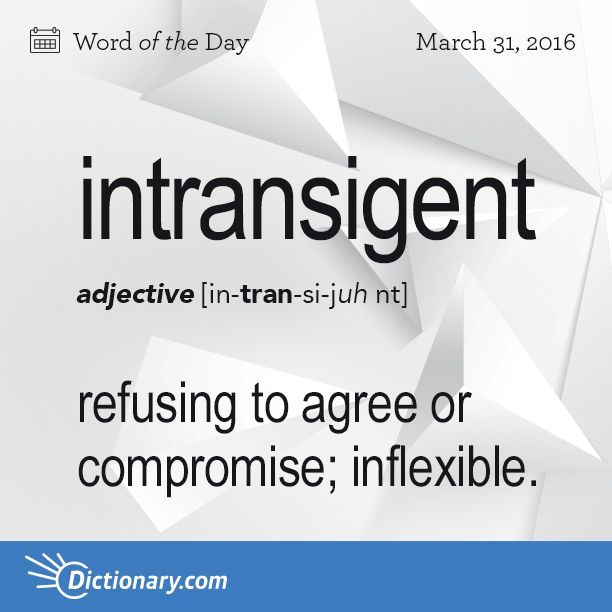 Word of the Day
March 31, 2016
intransigent
adjective [in-tran-si-juh nt]
refusing to agree or
compromise; inflexible.
Dictionary.com